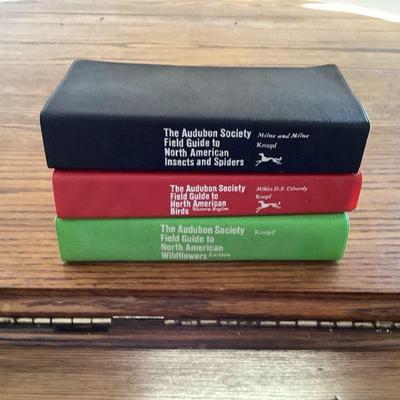 The Audubon Society
Field Guide to
North American
Insects and Spiders
Milne and Milne
Knopf
The Audubon Society
Field Guide to
North American
Birds Western Region
Miklos D.F. Udvardy
Knopf
The Audubon Society
Field Guide to
North American
Wildflowers Eastern
Knopf